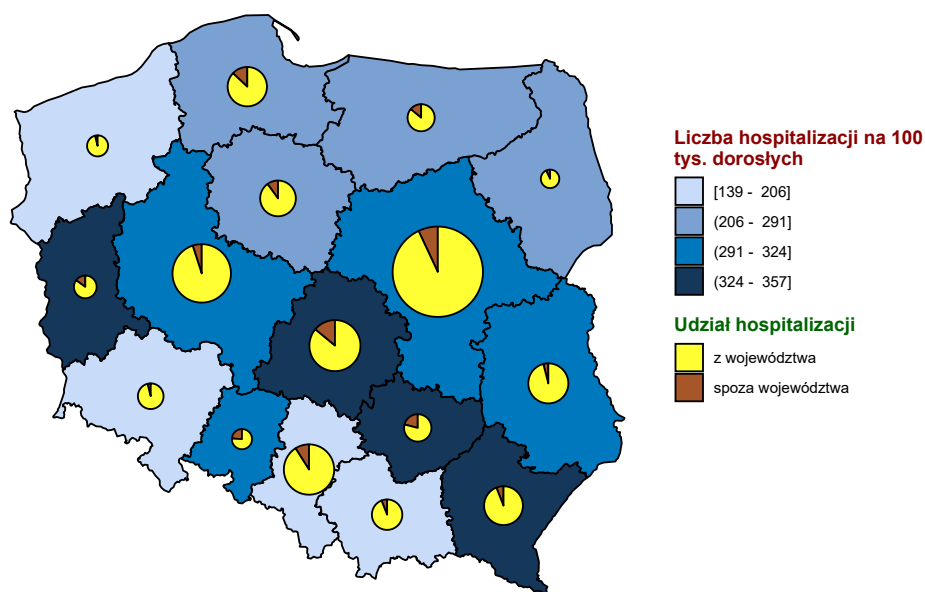 Liczba hospitalizacji na 100
tys. dorosłych
[139 - 206]
(206 - 291]
(291 - 324]
(324 - 357]
Udział hospitalizacji
z województwa
spoza województwa